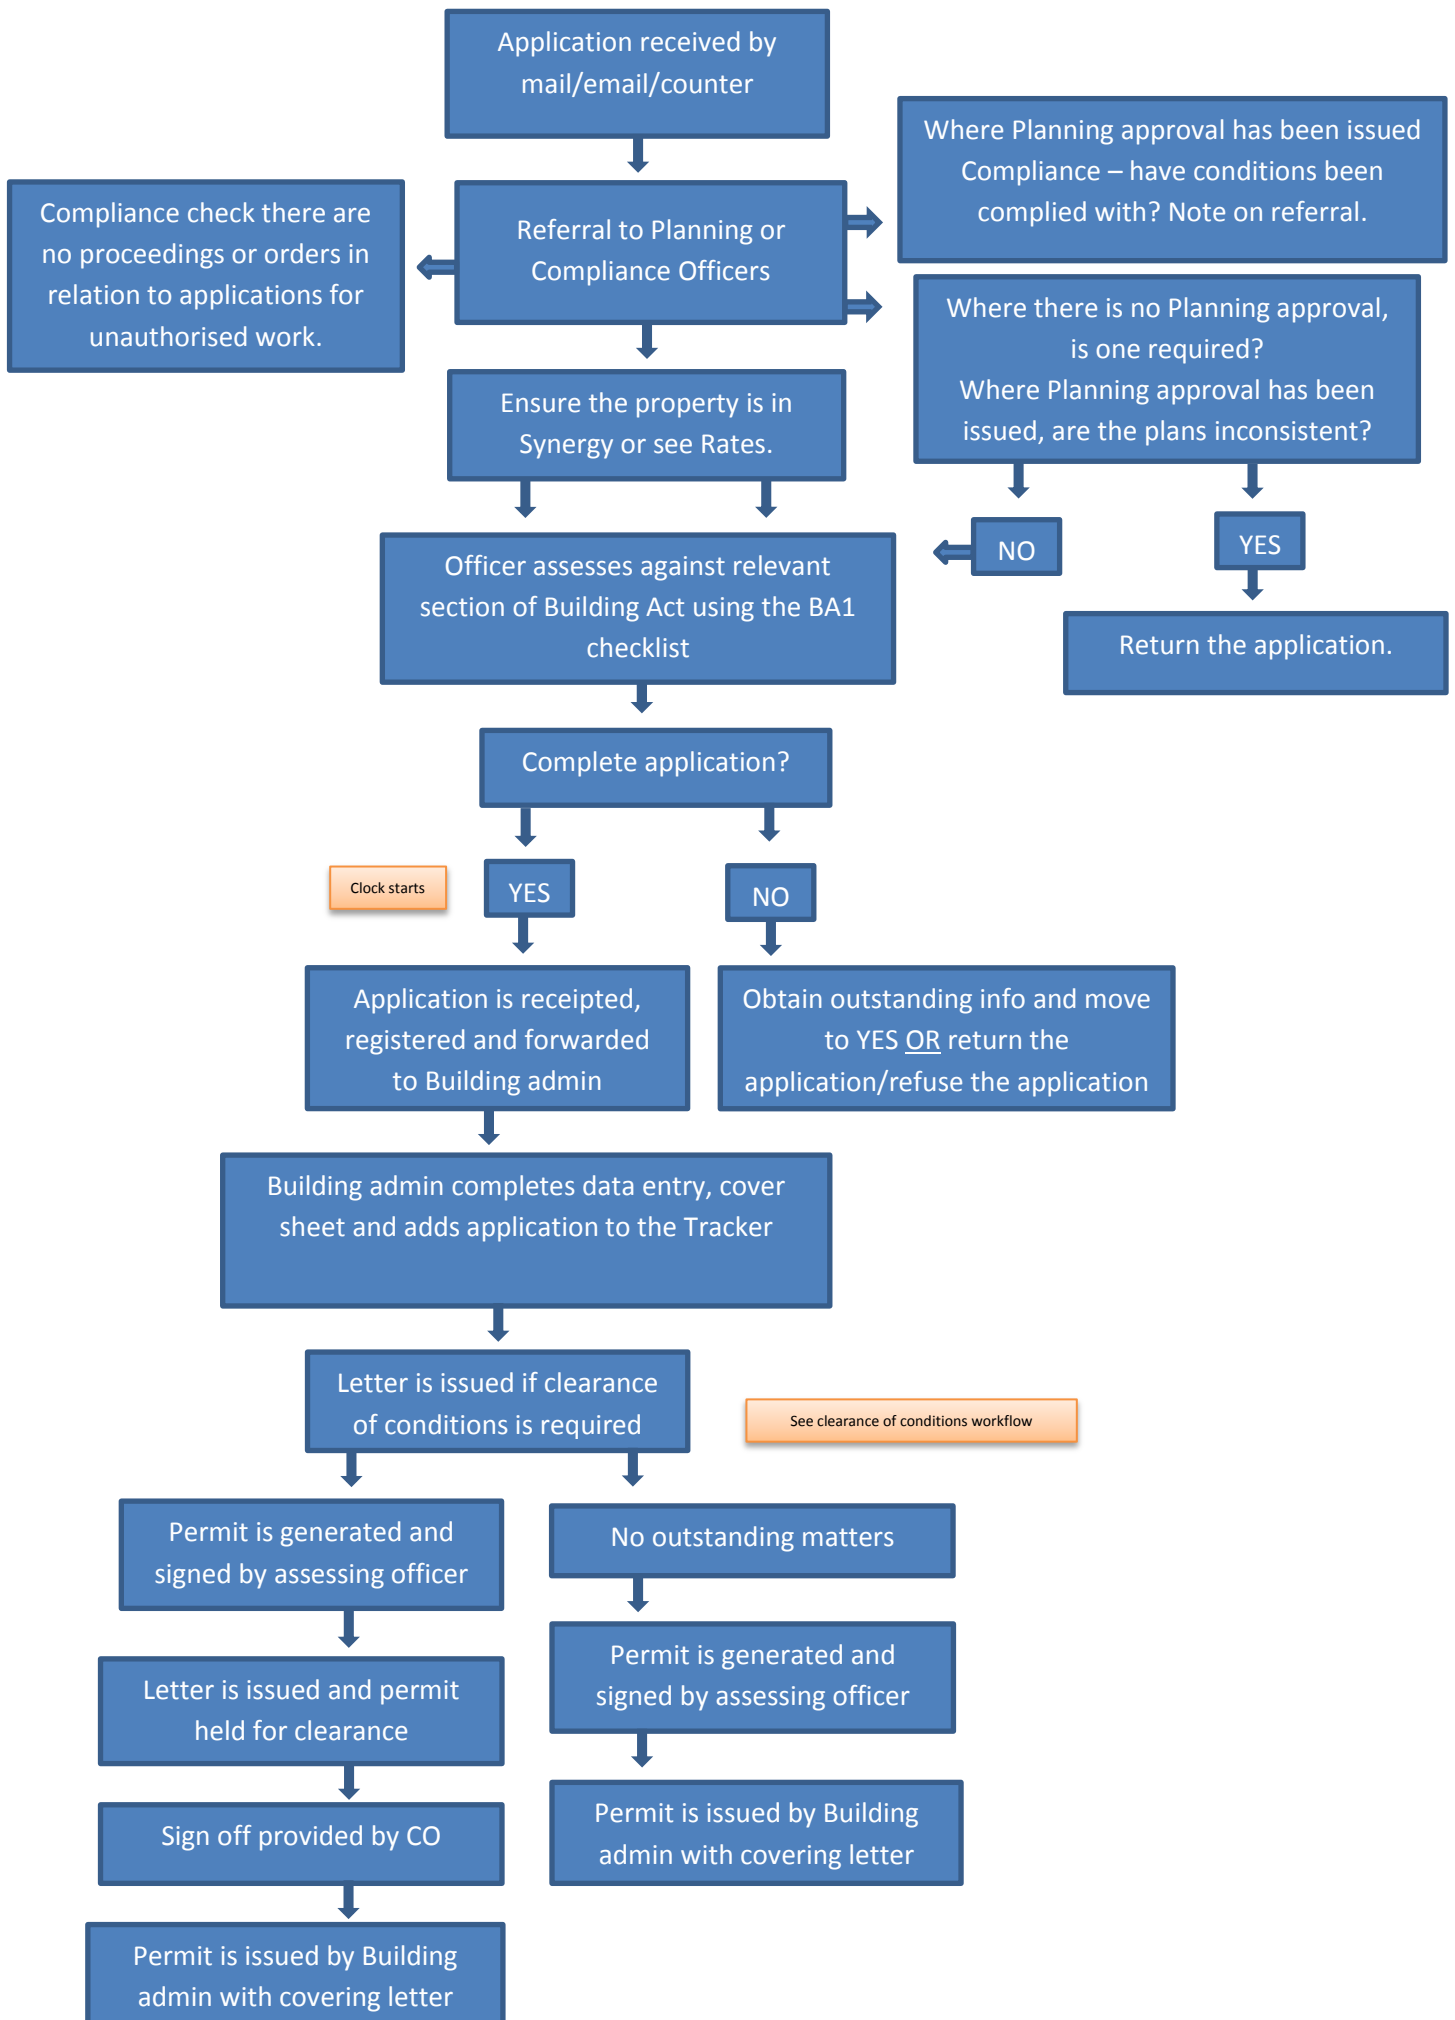 Application received by
mail/email/counter
Where Planning approval has been issued
Compliance – have conditions been
complied with? Note on referral.
Compliance check there are
no proceedings or orders in
relation to applications for
unauthorised work.
Referral to Planning or
Compliance Officers
Where there is no Planning approval,
is one required?
Where Planning approval has been
issued, are the plans inconsistent?
Ensure the property is in
Synergy or see Rates.
NO
YES
Officer assesses against relevant
section of Building Act using the BA1
checklist
Return the application.
Complete application?
Clock starts
YES
NO
Application is receipted,
registered and forwarded
to Building admin
Obtain outstanding info and move
to YES OR return the
application/refuse the application
Building admin completes data entry, cover
sheet and adds application to the Tracker
Letter is issued if clearance
of conditions is required
See clearance of conditions workflow
Permit is generated and
signed by assessing officer
No outstanding matters
Permit is generated and
signed by assessing officer
Letter is issued and permit
held for clearance
Permit is issued by Building
admin with covering letter
Sign off provided by CO
Permit is issued by Building
admin with covering letter